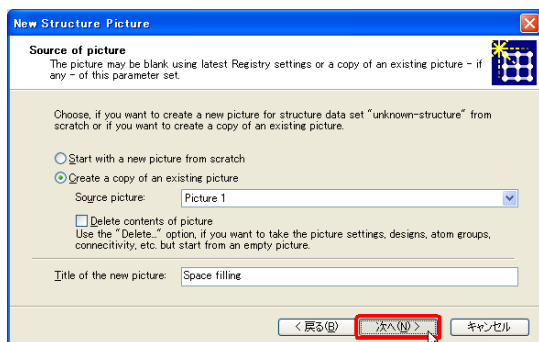 New Structure Picture
Source of picture
The picture may be blank using latest Registry settings or a copy of an existing picture - if
any - of this parameter set.
Choose, if you want to create a new picture for structure data set "unknown-structure" from
scratch or if you want to create a copy of an existing picture.
Start with a new picture from scratch
Create a copy of an existing picture
Source picture: Picture 1
Delete contents of picture
Use the "Delete..." option, if you want to take the picture settings, designs, atom groups,
connecitivity, etc. but start from an empty picture.
Title of the new picture: Space filling
< 戻る(B) 次へ(N) > キャンセル